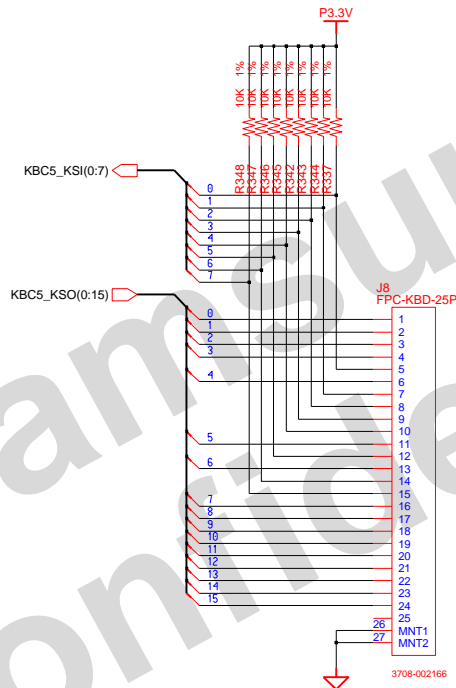 P3.3V
10K 1%
10K 1%
10K 1%
10K 1%
10K 1%
10K 1%
10K 1%
10K 1%
R348
R347
R346
R345
R342
R343
R344
R337
KBC5_KSI(0:7)
0
1
2
3
4
5
6
7
KBC5_KSO(0:15)
0
1
2
3
4
5
6
7
8
9
10
11
12
13
14
15
J8
FPC-KBD-25P
1
2
3
4
5
6
7
8
9
10
11
12
13
14
15
16
17
18
19
20
21
22
23
24
25
26 MNT1
27 MNT2
3708-002166
amsu
onfide